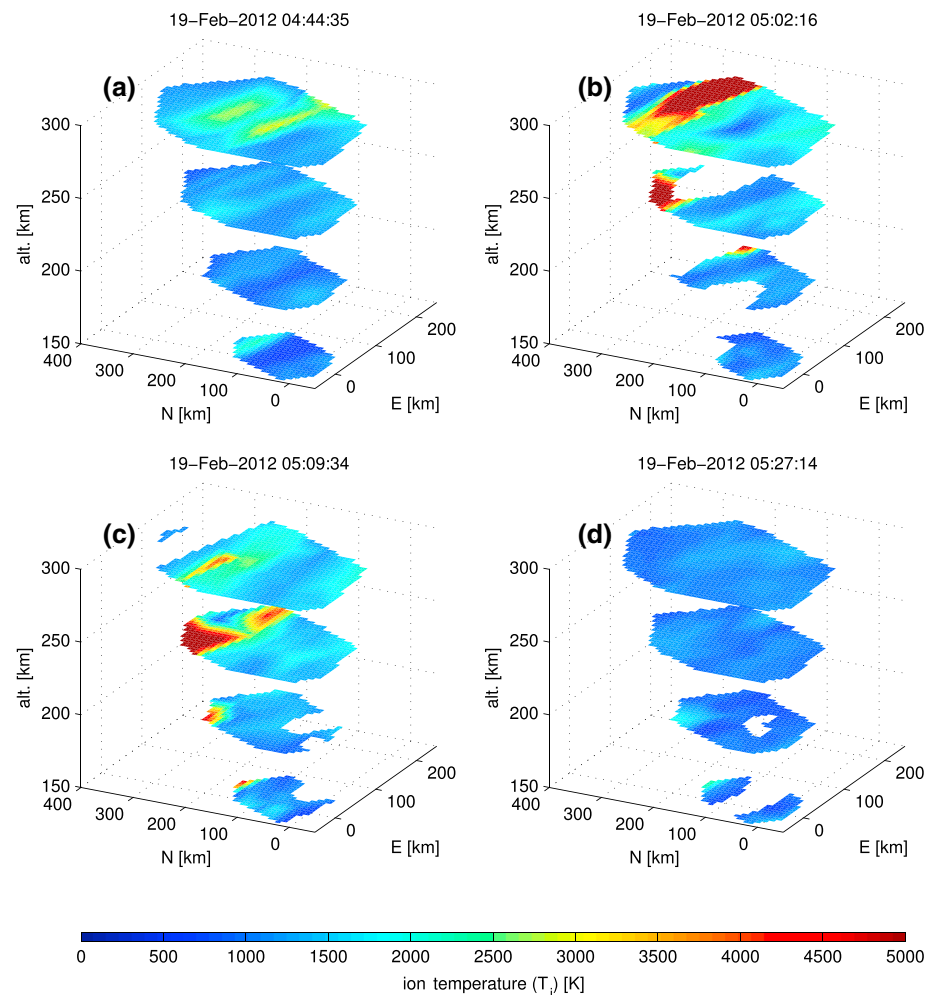 19−Feb−2012 04:44:35
19−Feb−2012 05:02:16
(a)
(b)
300
250
200
150
alt. [km]
400
300
200
100
0
N [km]
0
100
200
E [km]
300
250
200
150
alt. [km]
400
300
200
100
0
N [km]
0
100
200
E [km]
19−Feb−2012 05:09:34
19−Feb−2012 05:27:14
(c)
(d)
300
250
200
150
alt. [km]
400
300
200
100
0
N [km]
0
100
200
E [km]
300
250
200
150
alt. [km]
400
300
200
100
0
N [km]
0
100
200
E [km]
0 500 1000 1500 2000 2500 3000 3500 4000 4500 5000
ion temperature (Ti) [K]